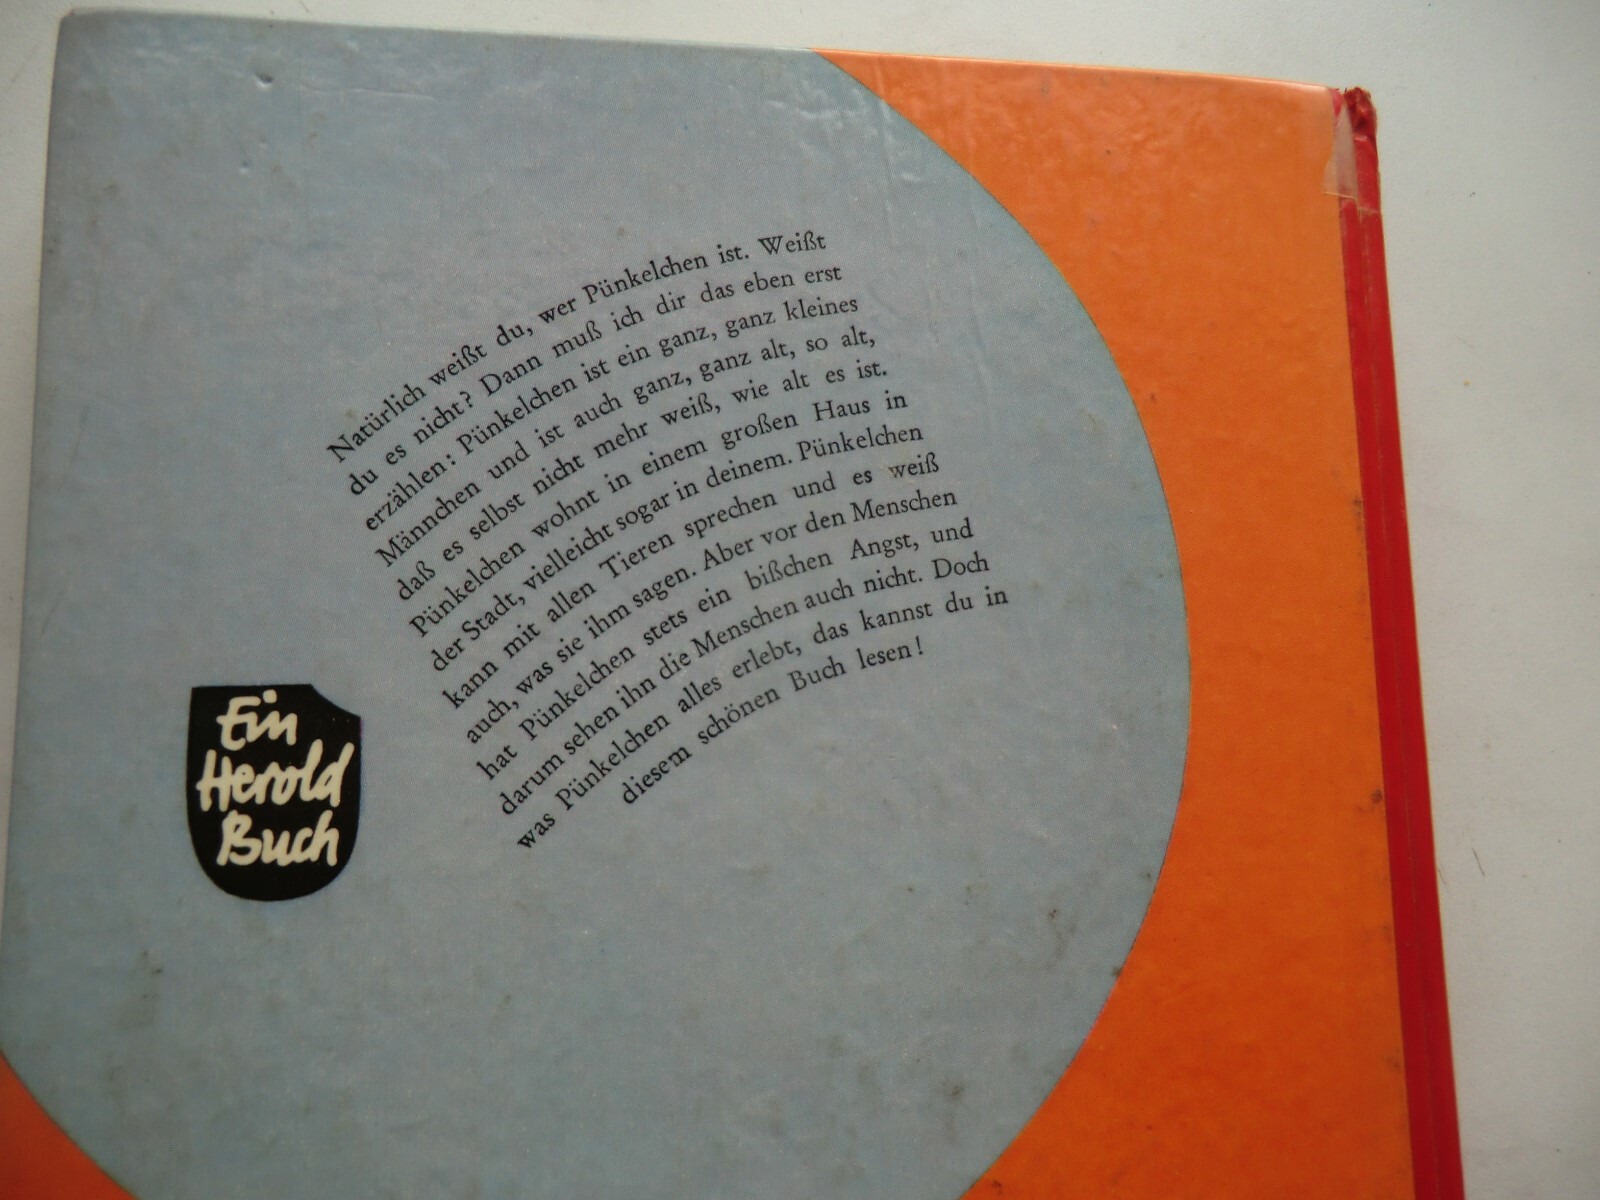 Natürlich weißt du, wer Pünkelchen ist. Weißt
du es nicht? Dann muß ich dir das eben erst
erzählen: Pünkelchen ist ein ganz, ganz kleines
Männchen und ist auch ganz, ganz alt, so alt,
daß es selbst nicht mehr weiß, wie alt es ist.
Pünkelchen wohnt in einem großen Haus in
der Stadt, vielleicht sogar in deinem. Pünkelchen
kann mit allen Tieren sprechen und es weiß
auch, was sie ihm sagen. Aber vor den Menschen
hat Pünkelchen stets ein bißchen Angst, und
darum sehen ihn die Menschen auch nicht. Doch
was Pünkelchen alles erlebt, das kannst du in
diesem schönen Buch lesen!
Ein
Herold
Buch